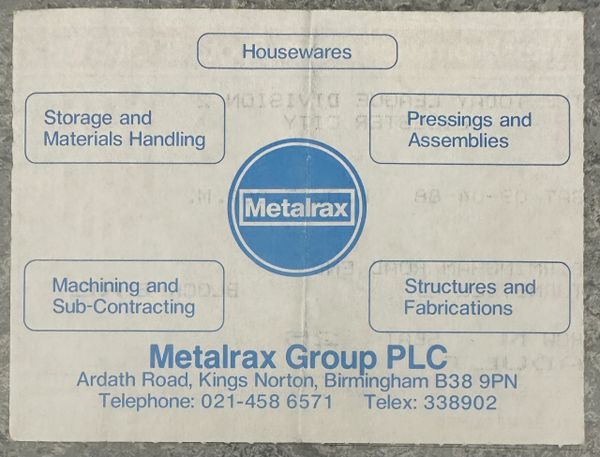 Housewares
Storage and
Materials Handling
Pressings and
Assemblies
Metalrax
Machining and
Sub-Contracting
Structures and
Fabrications
Metalrax Group PLC
Ardath Road, Kings Norton, Birmingham B38 9PN
Telephone: 021-458 6571 Telex: 338902